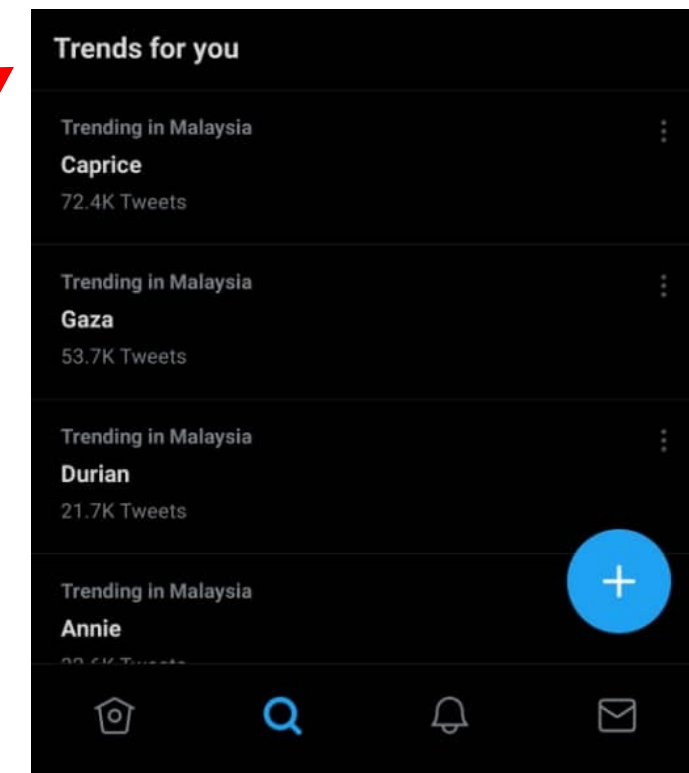 Trends for you
Trending in Malaysia
Caprice
72.4K Tweets
Trending in Malaysia
Gaza
53.7K Tweets
Trending in Malaysia
Durian
21.7K Tweets
Trending in Malaysia
Annie